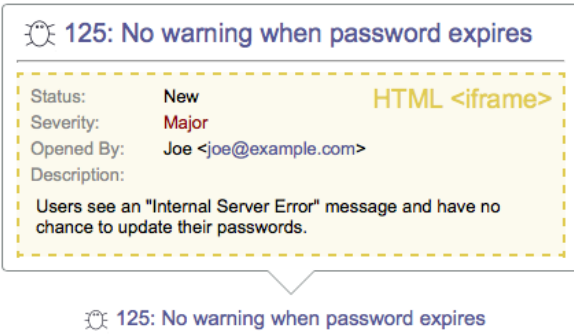 125: No warning when password expires
HTML <iframe>
Status: New
Severity: Major
Opened By: Joe <joe@example.com>
Description:
Users see an "Internal Server Error" message and have no
chance to update their passwords.
125: No warning when password expires